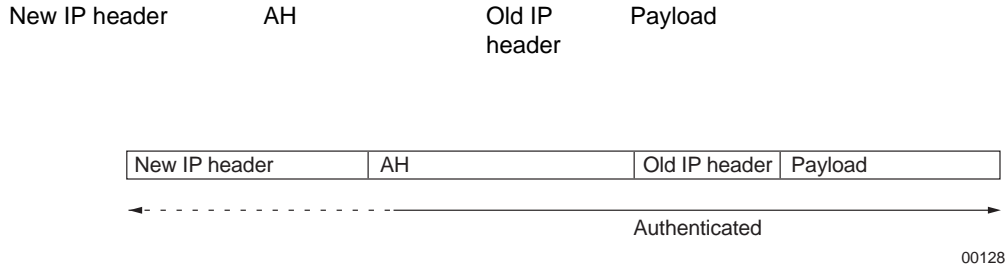 New IP header AH Old IP Payload
header
New IP header AH Old IP header Payload
Authenticated
00128